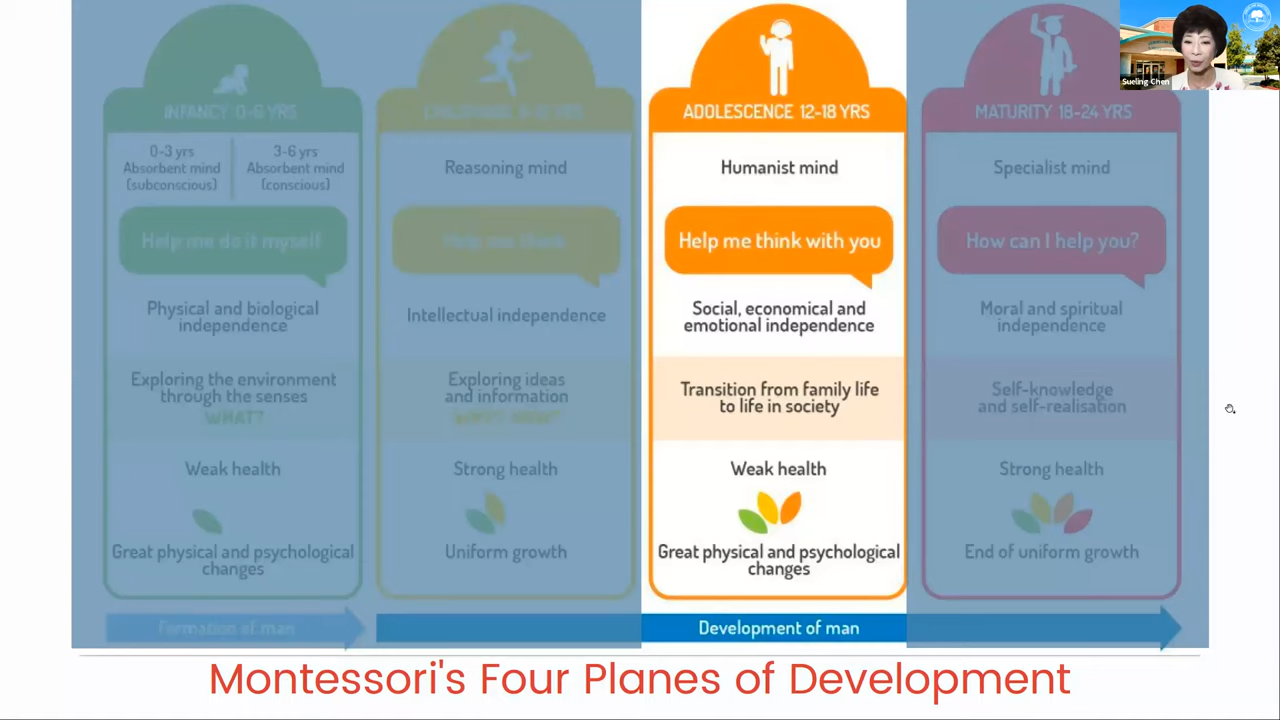 INFANCY 0-6 YRS
0-3 yrs
Absorbent mind
(subconscious)
3-6 yrs
Absorbent mind
(conscious)
Help me do it myself
Physical and biological
independence
Exploring the environment
through the senses
WHAT?
Weak health
Great physical and psychological
changes
Formation of man
Reasoning mind
Intellectual independence
Exploring ideas
and information
Strong health
Uniform growth
ADOLESCENCE 12-18 YRS
Humanist mind
Help me think with you
Social, economical and
emotional independence
Transition from family life
to life in society
Weak health
Great physical and psychological
changes
Development of man
MATURITY 18-24 YRS
Specialist mind
How can I help you?
Moral and spiritual
independence
Self-knowledge
and self-realisation
Strong health
End of uniform growth
Sueling Chen
Montessori's Four Planes of Development